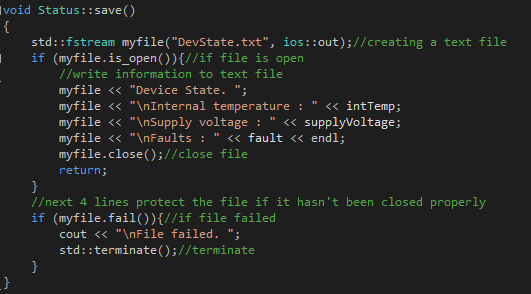 void Status::save()
{
    std::fstream myfile("DevState.txt", ios::out);//creating a text file
    if (myfile.is_open()){//if file is open
        //write information to text file
        myfile << "Device State. ";
        myfile << "\nInternal temperature : " << intTemp;
        myfile << "\nSupply voltage : " << supplyVoltage;
        myfile << "\nFaults : " << fault << endl;
        myfile.close();//close file
        return;
    }
    //next 4 lines protect the file if it hasn't been closed properly
    if (myfile.fail()){//if file failed
        cout << "\nFile failed. ";
        std::terminate();//terminate
    }
}